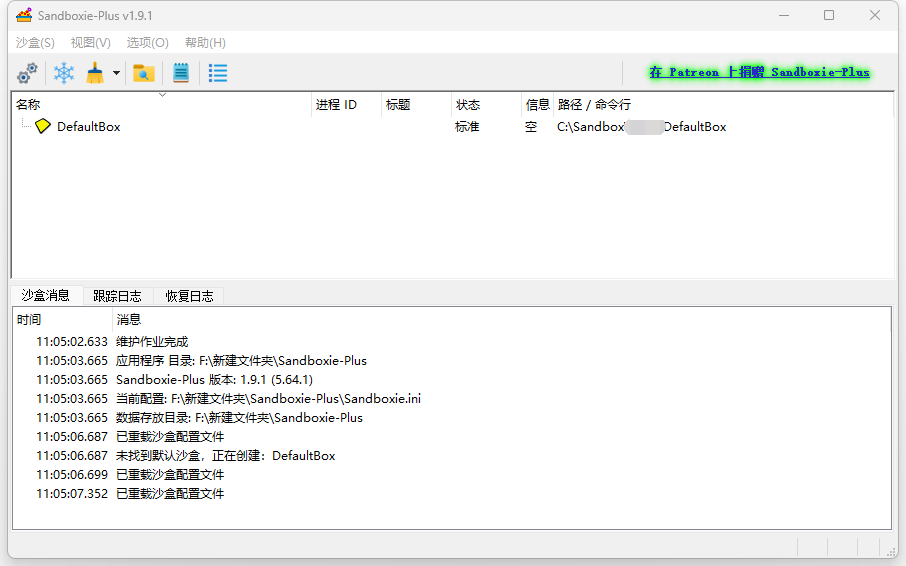 Sandboxie-Plus v1.9.1
沙盒(S) 视图(V) 选项(O) 帮助(H)
在 Patreon 上捐赠 Sandboxie-Plus
名称 进程 ID 标题 状态 信息 路径 / 命令行
DefaultBox 标准 空 C:\Sandbox DefaultBox
沙盒消息 跟踪日志 恢复日志
时间 消息
11:05:02.633 维护作业完成
11:05:03.665 应用程序 目录: F:\新建文件夹\Sandboxie-Plus
11:05:03.665 Sandboxie-Plus 版本: 1.9.1 (5.64.1)
11:05:03.665 当前配置: F:\新建文件夹\Sandboxie-Plus\Sandboxie.ini
11:05:03.665 数据存放目录: F:\新建文件夹\Sandboxie-Plus
11:05:06.687 已重载沙盒配置文件
11:05:06.687 未找到默认沙盒，正在创建：DefaultBox
11:05:06.699 已重载沙盒配置文件
11:05:07.352 已重载沙盒配置文件